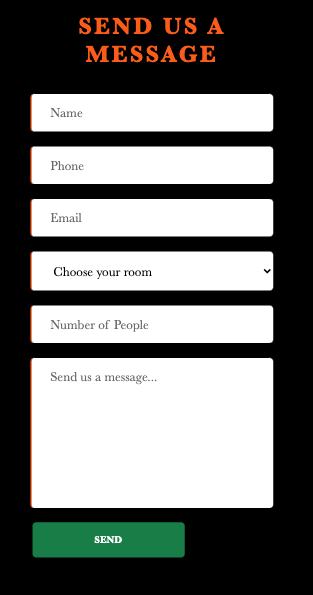 SEND US A
MESSAGE
Name
Phone
Email
Choose your room
Number of People
Send us a message...
SEND